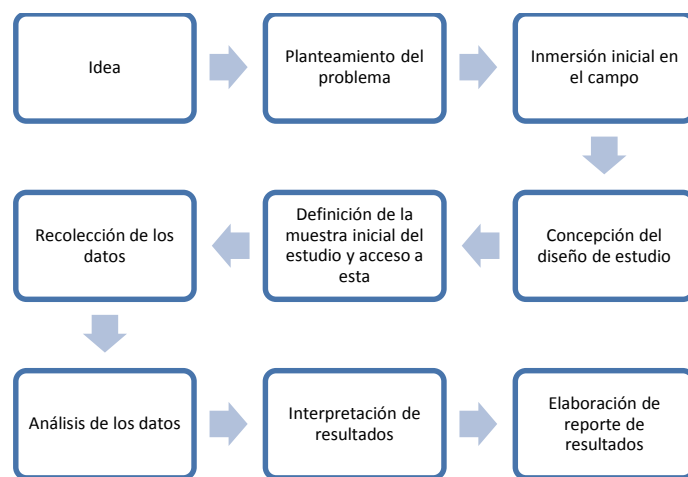 Idea
Planteamiento del
problema
Inmersión inicial en
el campo
Concepción del
diseño de estudio
Definición de la
muestra inicial del
estudio y acceso a
esta
Recolección de los
datos
Análisis de los datos
Interpretación de
resultados
Elaboración de
reporte de
resultados